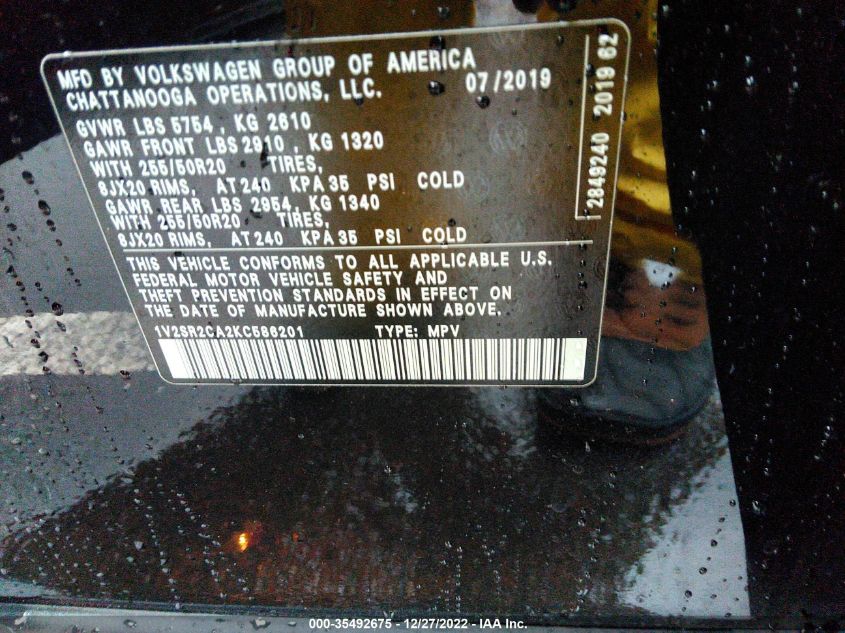 MFD BY VOLKSWAGEN GROUP OF AMERICA
CHATTANOOGA OPERATIONS, LLC. 07/2019
GVWR LBS 5754 , KG 2610
GAWR FRONT LBS 2910 , KG 1320
WITH 255/50R20 TIRES,
8JX20 RIMS, AT 240 KPA 35 PSI COLD
GAWR REAR LBS 2954, KG 1340
WITH 255/50R20 TIRES,
8JX20 RIMS, AT 240 KPA 35 PSI COLD
2849240 2019 62
THIS VEHICLE CONFORMS TO ALL APPLICABLE U.S.
FEDERAL MOTOR VEHICLE SAFETY AND
THEFT PREVENTION STANDARDS IN EFFECT ON
THE DATE OF MANUFACTURE SHOWN ABOVE.
1V2SR2CA2KC586201 TYPE: MPV
000-35492675 - 12/27/2022 - IAA Inc.